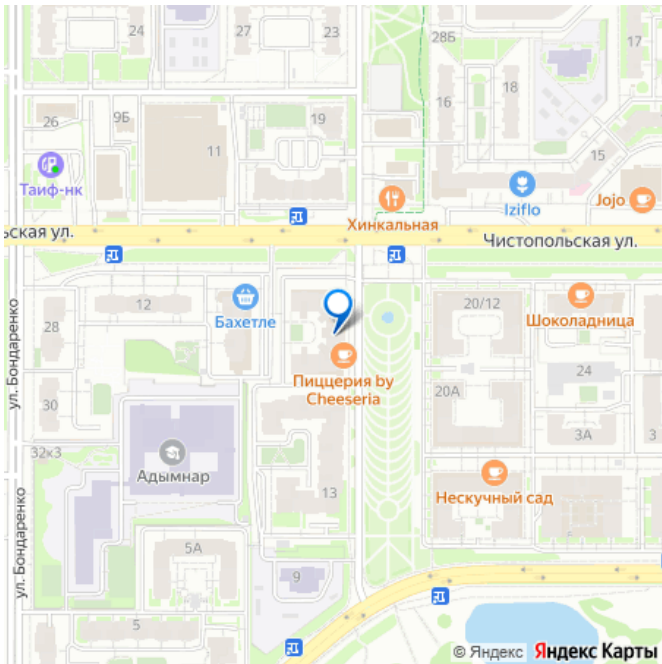 24
27
23
28Б
17
26
9Б
11
19
16
18
15
Таиф-нк
Хинкальная
Iziflo
Jojo
ьская ул.
Чистопольская ул.
ул. Бондаренко
28
12
Бахетле
20/12
Шоколадница
Пиццерия by
Cheeseria
24
30
20А
3А
3
32к3
Адымнар
13
Нескучный сад
ул. Бондаренко
5А
9
5
© Яндекс Яндекс Карты